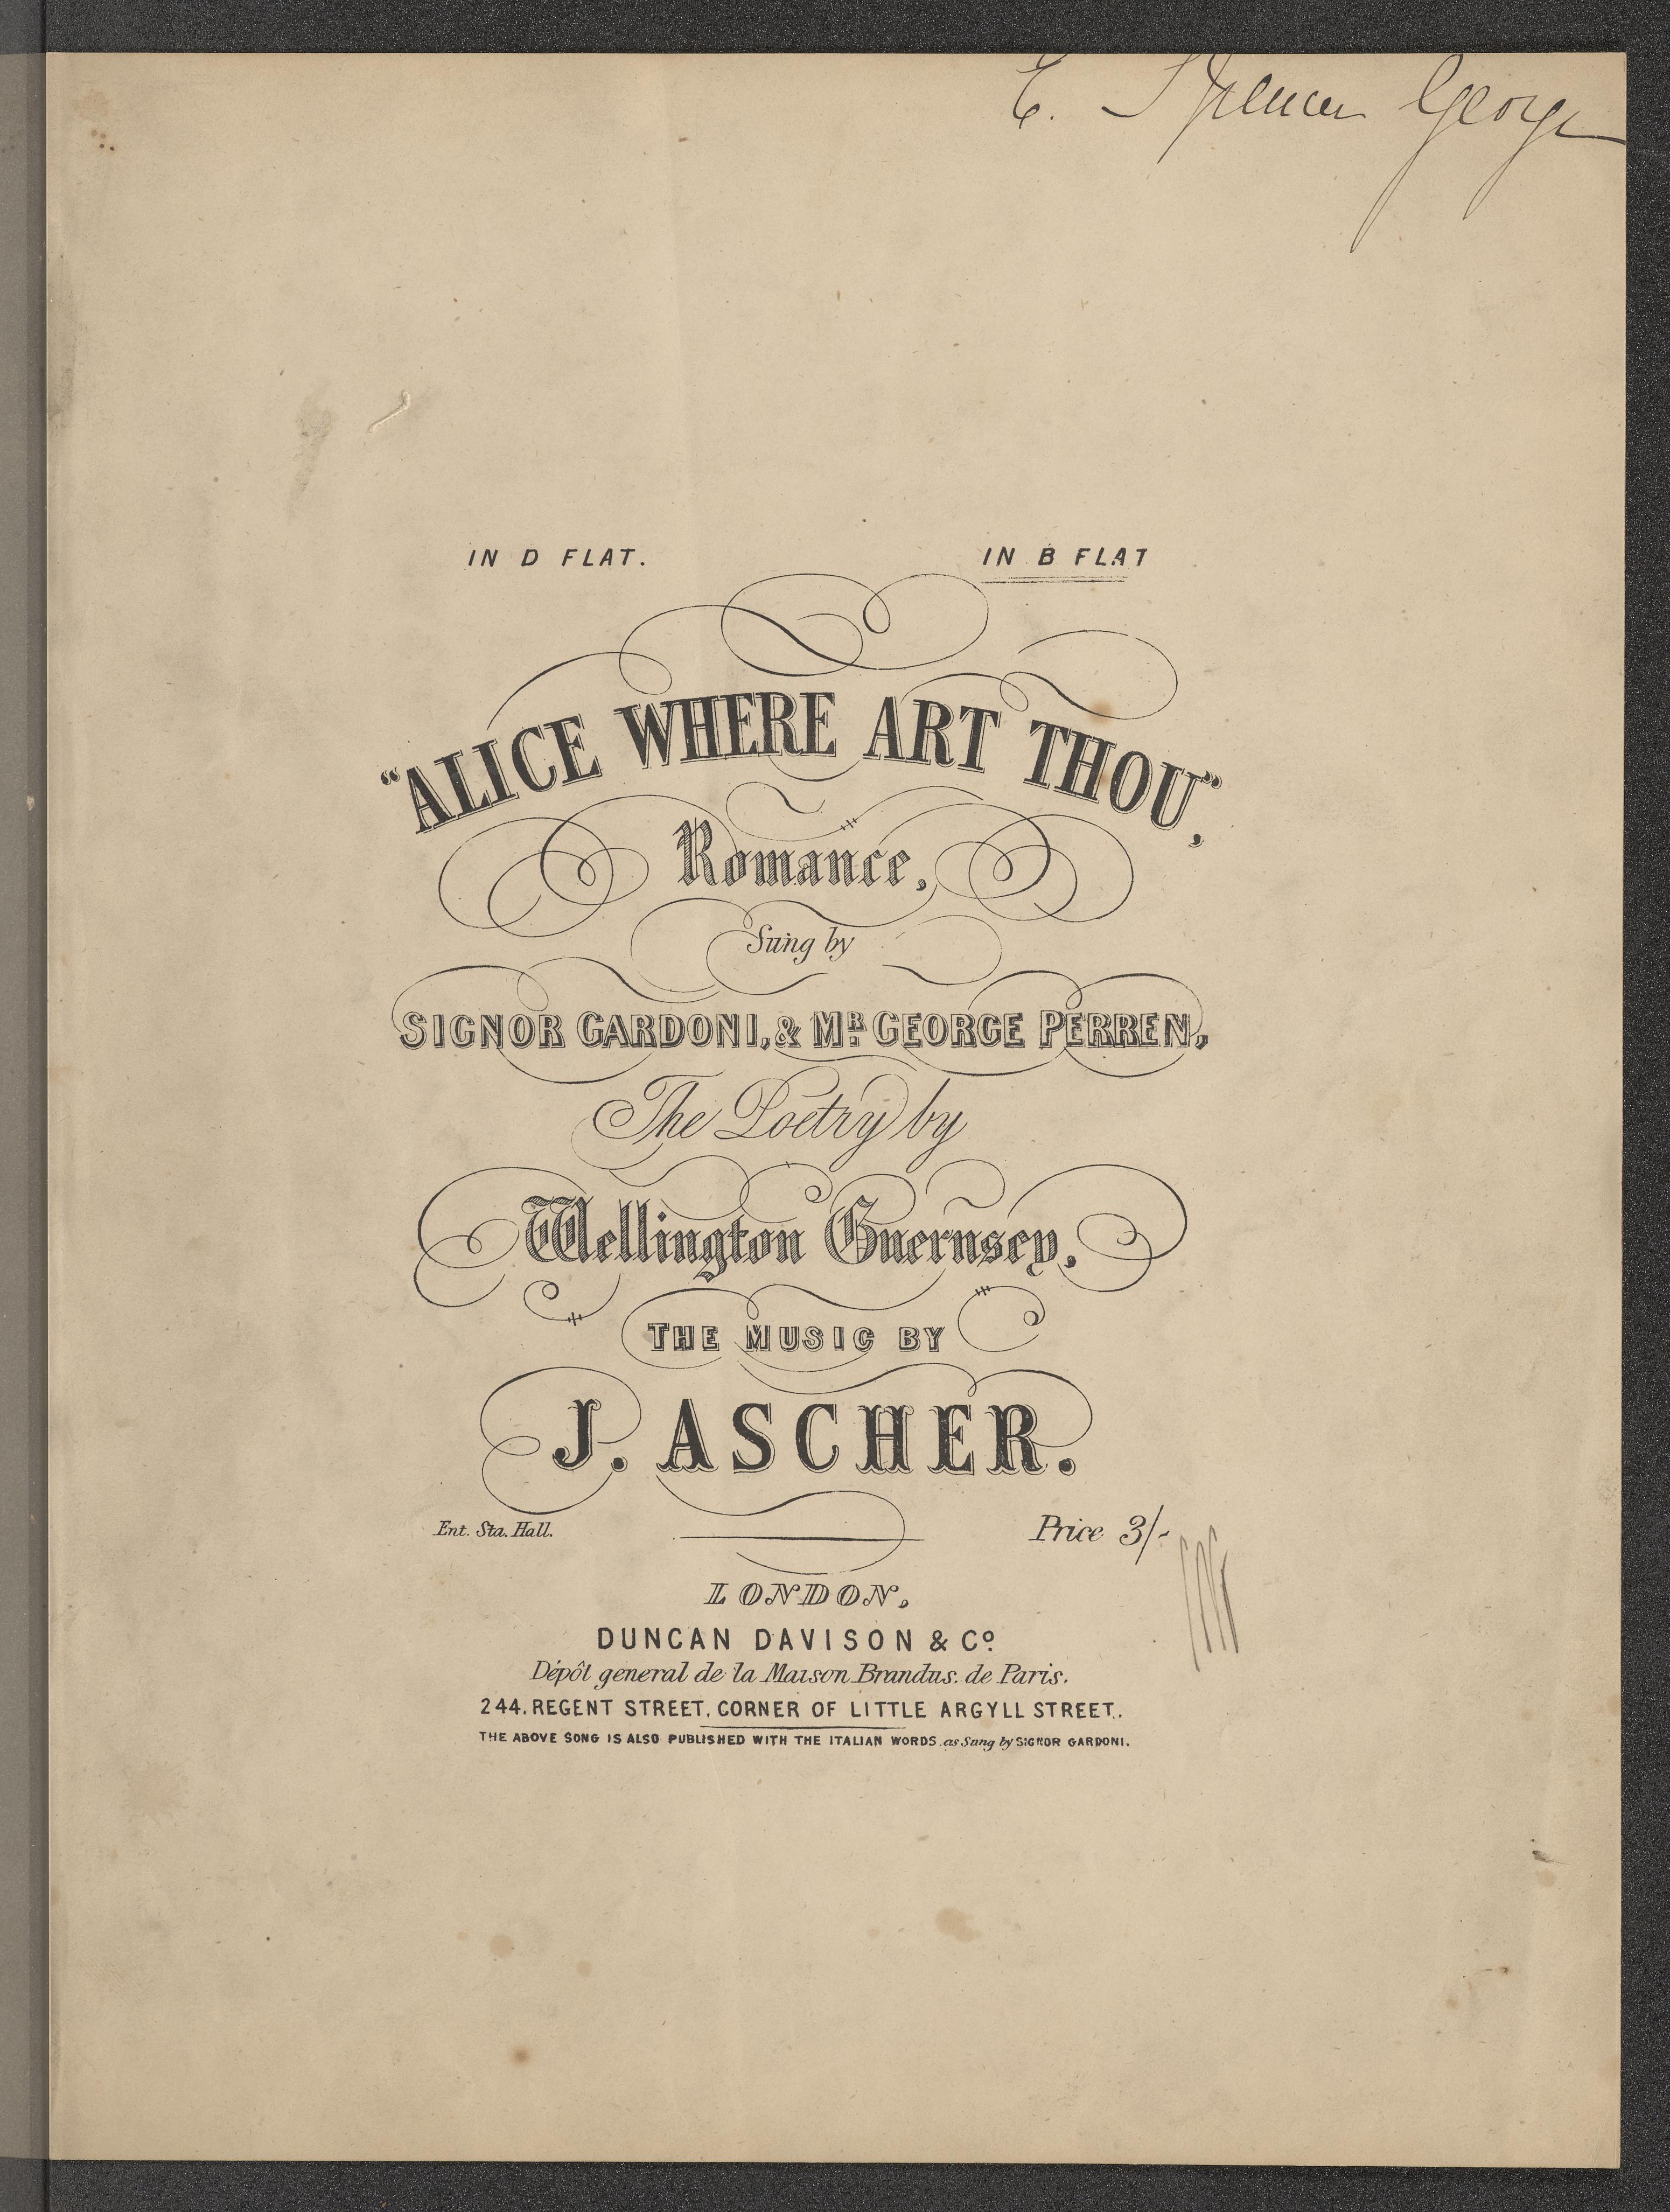 E. Spencer George
IN D FLAT. IN B FLAT
"ALICE WHERE ART THOU",
Romance,
Sung by
SIGNOR GARDONI, & MR. GEORGE PERREN,
The Poetry by
Wellington Guernsey,
THE MUSIC BY
J. ASCHER.
Ent. Sta. Hall. Price 3/-
LONDON,
DUNCAN DAVISON & Co.
Dépôt general de la Maison Brandus. de Paris.
244. REGENT STREET, CORNER OF LITTLE ARGYLL STREET.
THE ABOVE SONG IS ALSO PUBLISHED WITH THE ITALIAN WORDS as Sung by SIGNOR GARDONI.